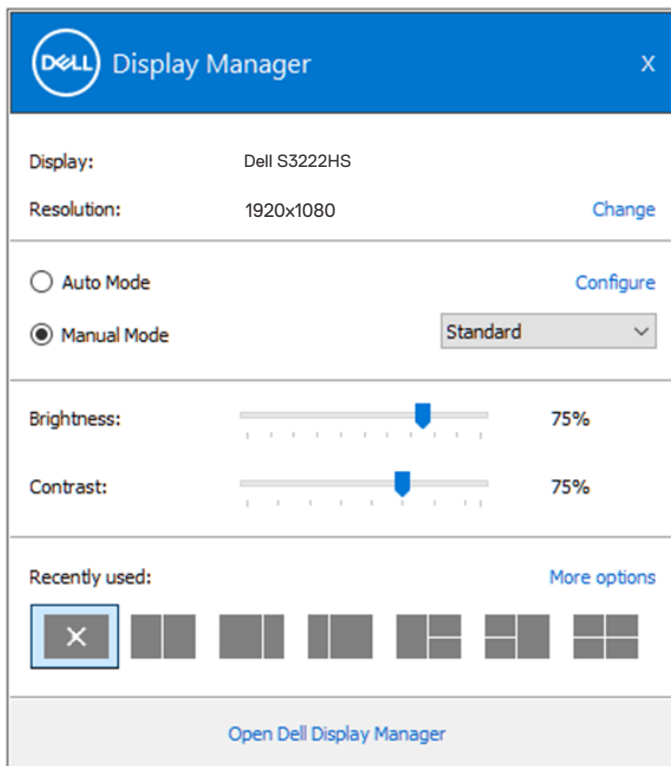 DELL Display Manager X
Display: Dell S3222HS
Resolution: 1920x1080 Change
Auto Mode Configure
Manual Mode Standard
Brightness: 75%
Contrast: 75%
Recently used: More options
Open Dell Display Manager